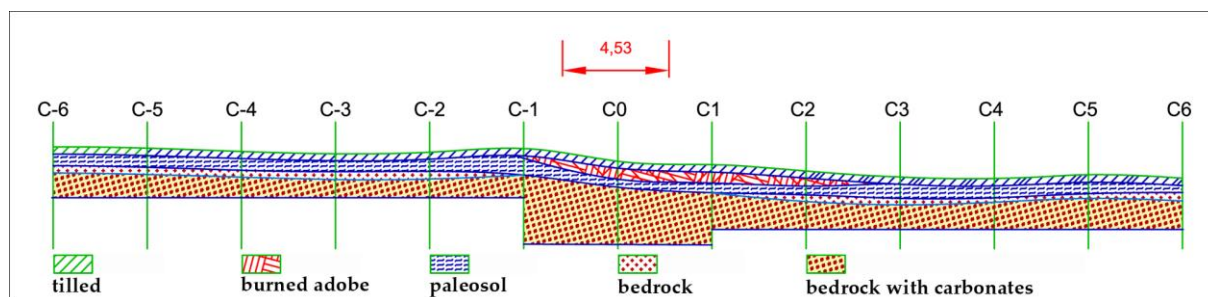 4,53
C-6 C-5 C-4 C-3 C-2 C-1 C0 C1 C2 C3 C4 C5 C6
tilled burned adobe paleosol bedrock bedrock with carbonates